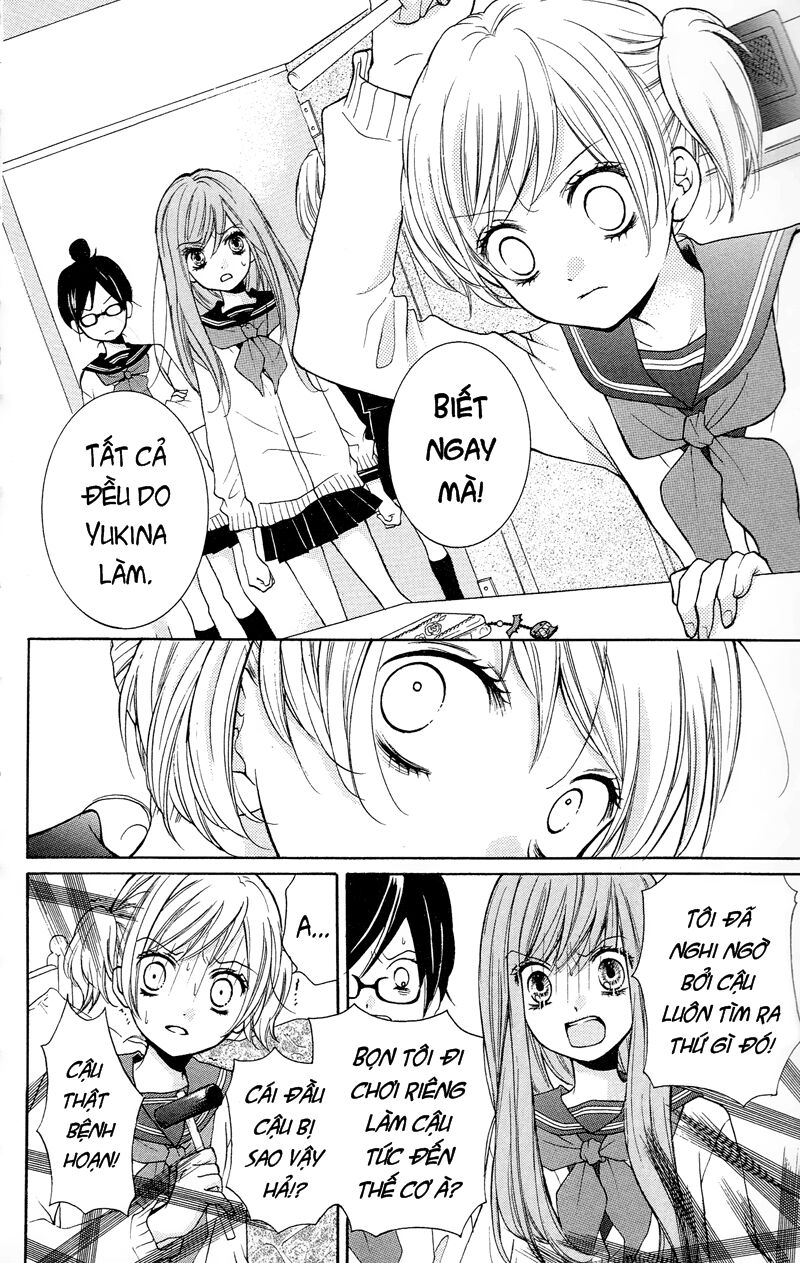 BIẾT
NGAY
MÀ!
TẤT CẢ
ĐỀU DO
YUKINA
LÀM.
TÔI ĐÃ
NGHI NGỜ
BỞI CẬU
LUÔN TÌM RA
THỨ GÌ ĐÓ!
BỌN TÔI ĐI
CHƠI RIÊNG
LÀM CẬU
TỨC ĐẾN
THẾ CƠ À?
A...
CÁI ĐẦU
CẬU BỊ
SAO VẬY
HẢ!?
CẬU
THẬT
BỆNH
HOẠN!